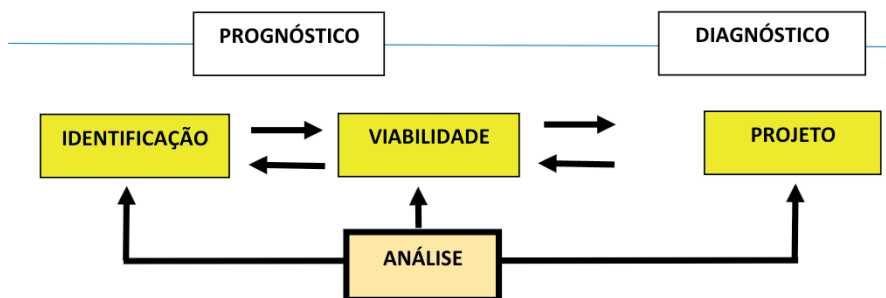 PROGNÓSTICO
DIAGNÓSTICO
IDENTIFICAÇÃO
VIABILIDADE
PROJETO
ANÁLISE